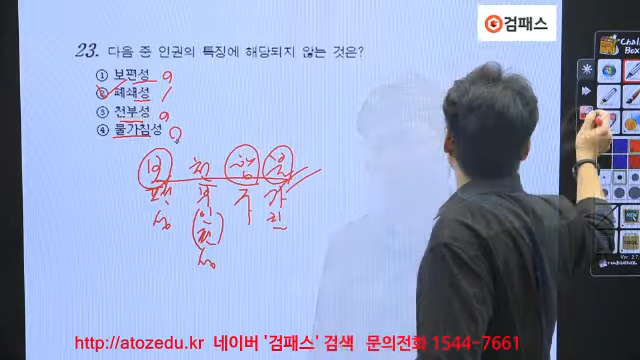 검패스
23. 다음 중 인권의 특징에 해당되지 않는 것은?
① 보편성
② 폐쇄성
③ 천부성
④ 불가침성
보 천 항 불
편 부 구 가
성 인 침
권
성
http://atozedu.kr 네이버 '검패스' 검색 문의전화 1544-7661